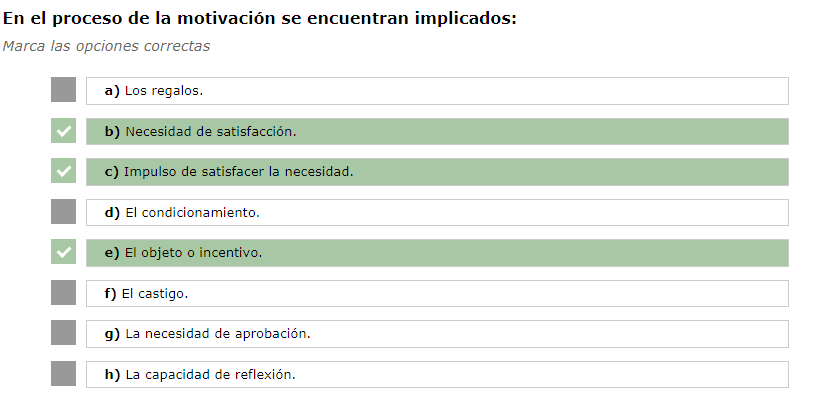 En el proceso de la motivación se encuentran implicados:
Marca las opciones correctas
a) Los regalos.
b) Necesidad de satisfacción.
c) Impulso de satisfacer la necesidad.
d) El condicionamiento.
e) El objeto o incentivo.
f) El castigo.
g) La necesidad de aprobación.
h) La capacidad de reflexión.